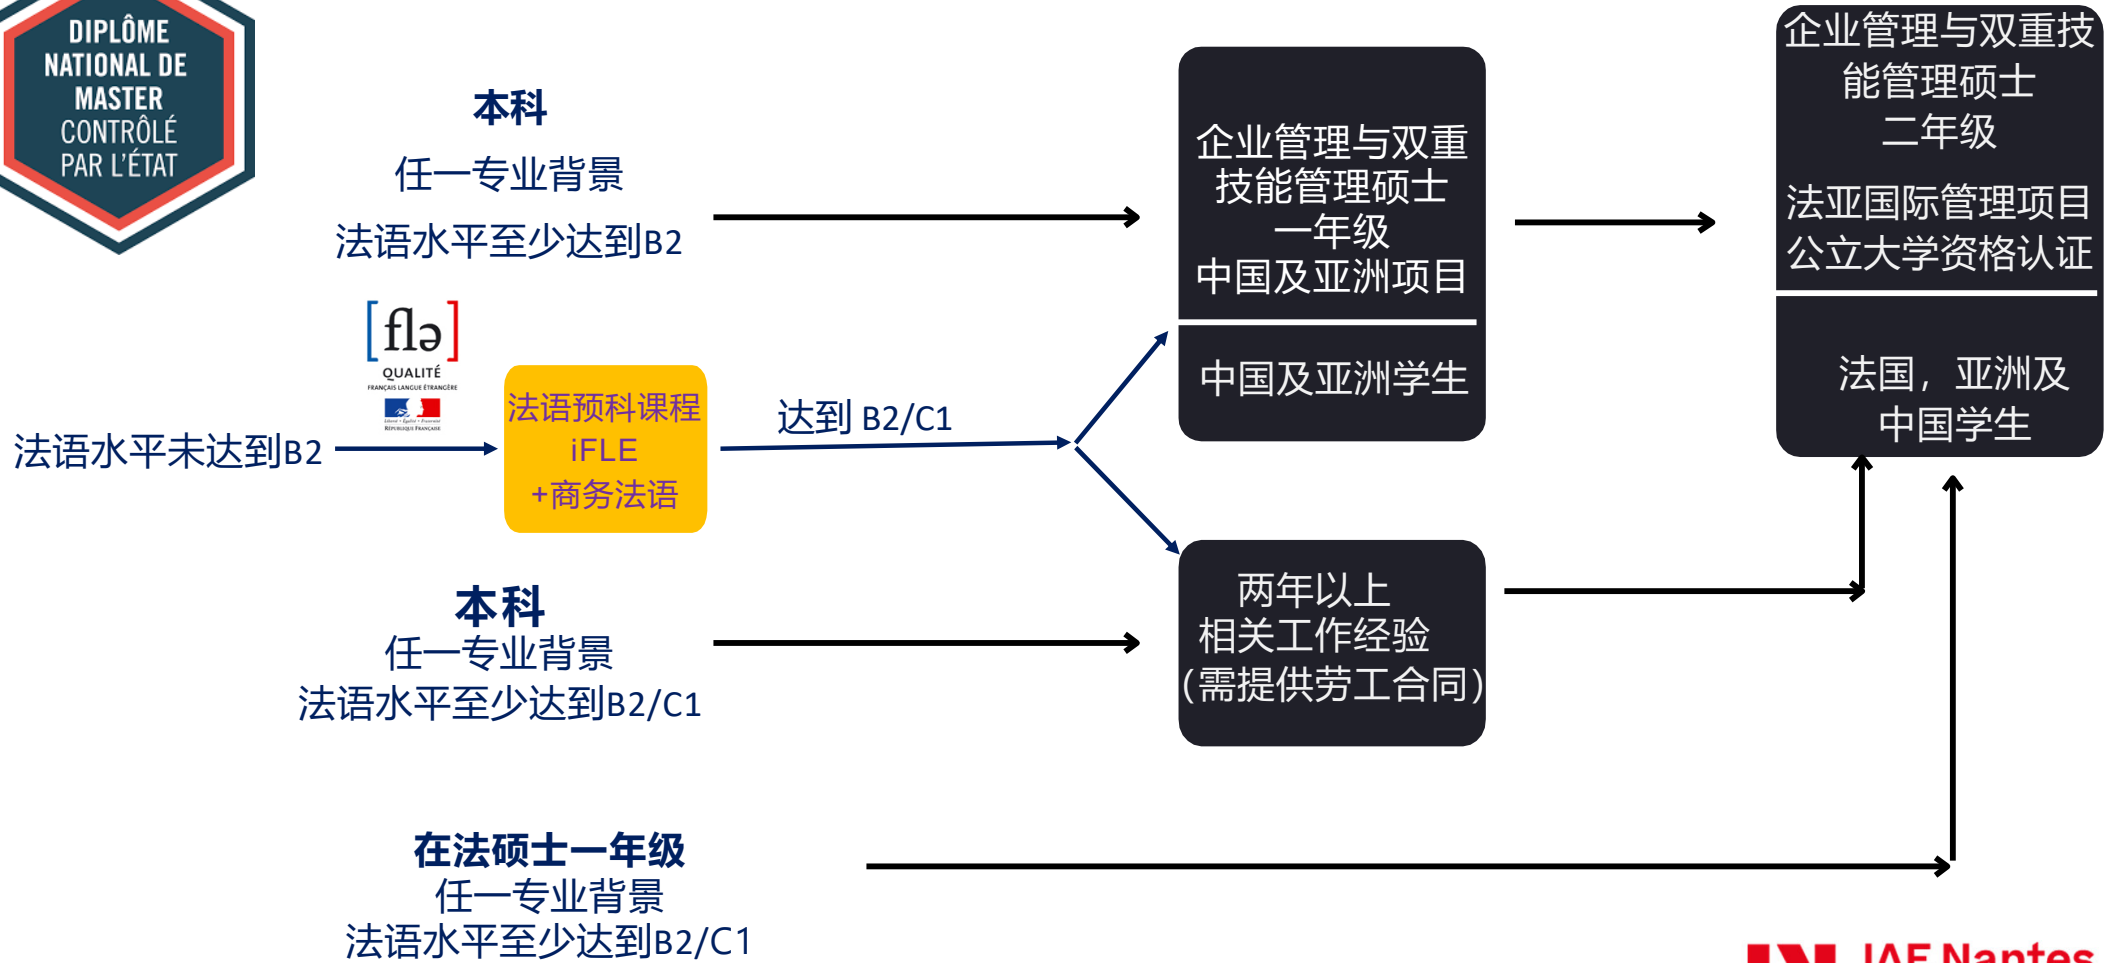 DIPLÔME
NATIONAL DE
MASTER
CONTRÔLÉ
PAR L'ÉTAT
本科
任一专业背景
法语水平至少达到B2
企业管理与双重
技能管理硕士
一年级
中国及亚洲项目
中国及亚洲学生
企业管理与双重技
能管理硕士
二年级
法亚国际管理项目
公立大学资格认证
法国，亚洲及
中国学生
[flə]
QUALITÉ
FRANÇAIS LANGUE ÉTRANGÈRE
Liberté • Égalité • Fraternité
RÉPUBLIQUE FRANÇAISE
法语水平未达到B2
法语预科课程
iFLE
+商务法语
达到 B2/C1
本科
任一专业背景
法语水平至少达到B2/C1
两年以上
相关工作经验
(需提供劳工合同)
在法硕士一年级
任一专业背景
法语水平至少达到B2/C1
IAE Nantes